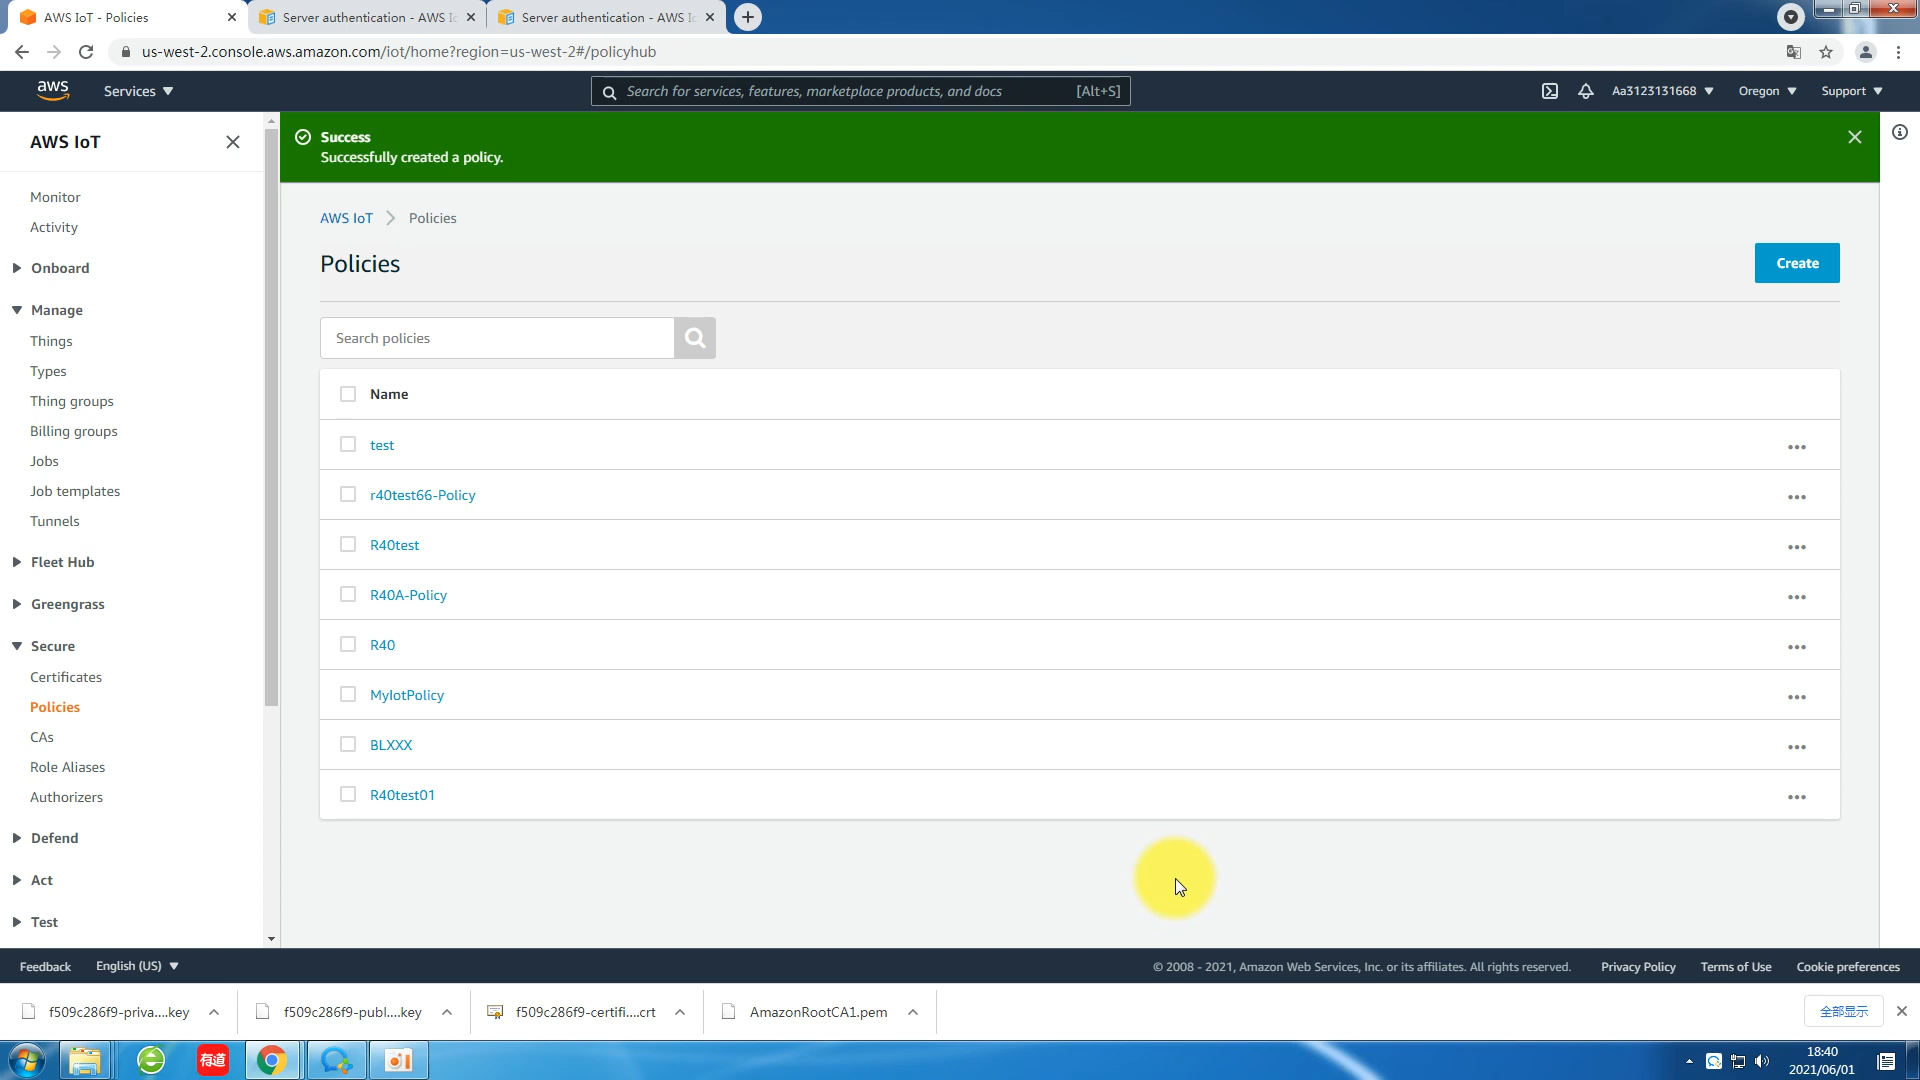 AWS IoT - Policies
Server authentication - AWS Io
Server authentication - AWS Io
us-west-2.console.aws.amazon.com/iot/home?region=us-west-2#/policyhub
aws
Services
Search for services, features, marketplace products, and docs
[Alt+S]
Aa3123131668
Oregon
Support
AWS IoT
Monitor
Activity
Onboard
Manage
Things
Types
Thing groups
Billing groups
Jobs
Job templates
Tunnels
Fleet Hub
Greengrass
Secure
Certificates
Policies
CAs
Role Aliases
Authorizers
Defend
Act
Test
Success
Successfully created a policy.
AWS IoT
Policies
Policies
Create
Search policies
Name
test
r40test66-Policy
R40test
R40A-Policy
R40
MyIotPolicy
BLXXX
R40test01
Feedback
English (US)
© 2008 - 2021, Amazon Web Services, Inc. or its affiliates. All rights reserved.
Privacy Policy
Terms of Use
Cookie preferences
f509c286f9-priva....key
f509c286f9-publ....key
f509c286f9-certifi....crt
AmazonRootCA1.pem
全部显示
有道
18:40
2021/06/01